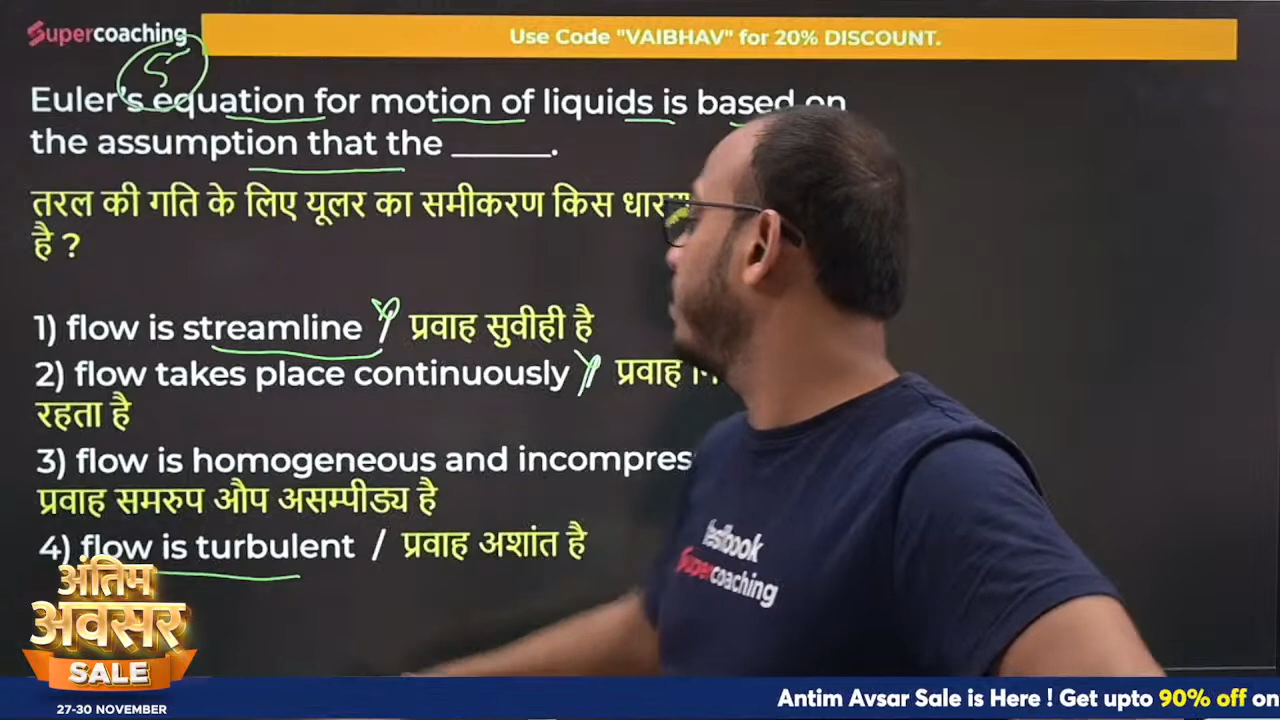 Supercoaching
Use Code "VAIBHAV" for 20% DISCOUNT.
5
Euler's equation for motion of liquids is based on
the assumption that the _____.
तरल की गति के लिए यूलर का समीकरण किस
है ?
1) flow is streamline / प्रवाह सुवीही है
2) flow takes place continuously / प्रवाह
रहता है
3) flow is homogeneous and
प्रवाह समरुप औप असम्पीड्य है
4) flow is turbulent / प्रवाह अशांत है
testbook
Supercoaching
अंतिम
अवसर
SALE
27-30 NOVEMBER
Antim Avsar Sale is Here ! Get upto 90% off on